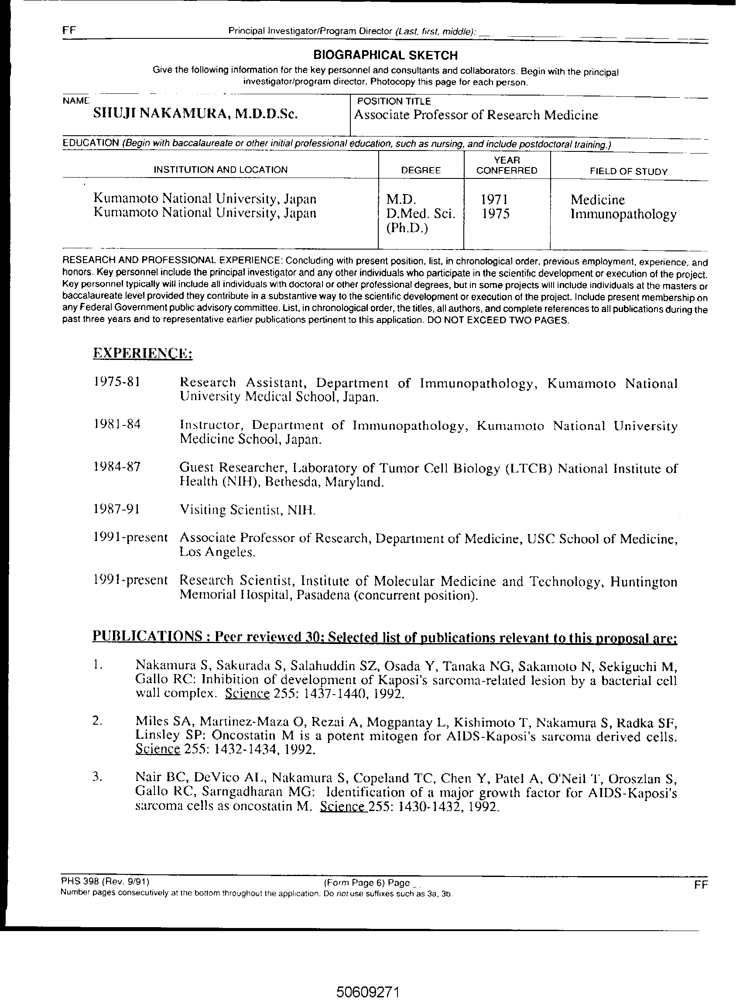 FF
Principal Investigator/Program Director (Last, first, middle):
BIOGRAPHICAL SKETCH
Give the following information for the key personnel and consultants and collaborators. Begin with the principal
investigator/program director. Photocopy this page for each person.
NAME
SHUJI NAKAMURA, M.D.D.Sc.
POSITION TITLE
Associate Professor of Research Medicine
EDUCATION (Begin with baccalaureate or other initial professional education, such as nursing, and include postdoctoral training.)
INSTITUTION AND LOCATION DEGREE YEAR CONFERRED FIELD OF STUDY
Kumamoto National University, Japan M.D. 1971 Medicine
Kumamoto National University, Japan D.Med. Sci. 1975 Immunopathology
(Ph.D.)
RESEARCH AND PROFESSIONAL EXPERIENCE: Concluding with present position, list, in chronological order, previous employment, experience, and
honors. Key personnel include the principal investigator and any other individuals who participate in the scientific development or execution of the project.
Key personnel typically will include all individuals with doctoral or other professional degrees, but in some projects will include individuals at the masters or
baccalaureate level provided they contribute in a substantive way to the scientific development or execution of the project. Include present membership on
any Federal Government public advisory committee. List, in chronological order, the titles, all authors, and complete references to all publications during the
past three years and to representative earlier publications pertinent to this application. DO NOT EXCEED TWO PAGES.
EXPERIENCE:
1975-81 Research Assistant, Department of Immunopathology, Kumamoto National
University Medical School, Japan.
1981-84 Instructor, Department of Immunopathology, Kumamoto National University
Medicine School, Japan.
1984-87 Guest Researcher, Laboratory of Tumor Cell Biology (LTCB) National Institute of
Health (NIH), Bethesda, Maryland.
1987-91 Visiting Scientist, NIH.
1991-present Associate Professor of Research, Department of Medicine, USC School of Medicine,
Los Angeles.
1991-present Research Scientist, Institute of Molecular Medicine and Technology, Huntington
Memorial Hospital, Pasadena (concurrent position).
PUBLICATIONS : Peer reviewed 30; Selected list of publications relevant to this proposal are:
1. Nakamura S, Sakurada S, Salahuddin SZ, Osada Y, Tanaka NG, Sakamoto N, Sekiguchi M,
Gallo RC: Inhibition of development of Kaposi's sarcoma-related lesion by a bacterial cell
wall complex. Science 255: 1437-1440, 1992.
2. Miles SA, Martinez-Maza O, Rezai A, Mogpantay L, Kishimoto T, Nakamura S, Radka SF,
Linsley SP: Oncostatin M is a potent mitogen for AIDS-Kaposi's sarcoma derived cells.
Science 255: 1432-1434, 1992.
3. Nair BC, DeVico AL, Nakamura S, Copeland TC, Chen Y, Patel A, O'Neil T, Oroszlan S,
Gallo RC, Sarngadharan MG: Identification of a major growth factor for AIDS-Kaposi's
sarcoma cells as oncostatin M. Science 255: 1430-1432, 1992.
PHS 398 (Rev. 9/91) (Form Page 6) Page FF
Number pages consecutively at the bottom throughout the application. Do not use suffixes such as 3a, 3b.
50609271